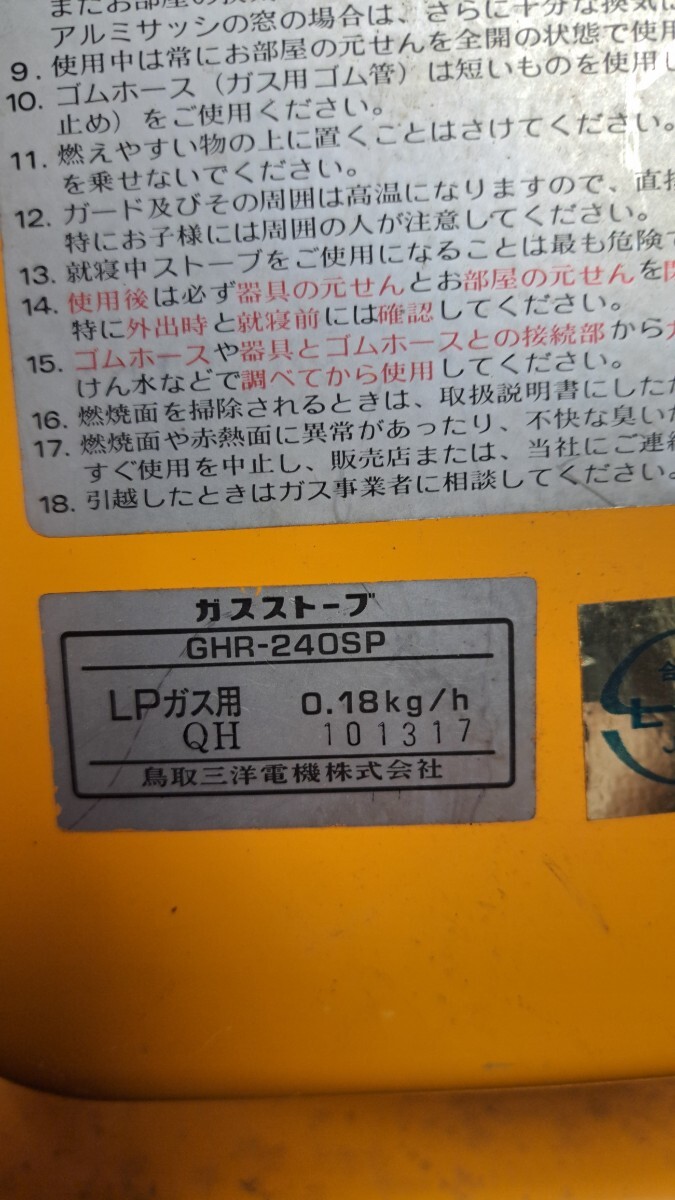 またお部屋の換
アルミサッシの窓の場合は、さらに十分な換気に
9. 使用中は常にお部屋の元せんを全開の状態で使用
10. ゴムホース（ガス用ゴム管）は短いものを使用し
止め）をご使用ください。
11. 燃えやすい物の上に置くことはさけてください。
を乗せないでください。
12. ガード及びその周囲は高温になりますので、直接
特にお子様には周囲の人が注意してください。
13. 就寝中ストーブをご使用になることは最も危険で
14. 使用後は必ず器具の元せんとお部屋の元せんを閉
特に外出時と就寝前には確認してください。
15. ゴムホースや器具とゴムホースとの接続部からガ
けん水などで調べてから使用してください。
16. 燃焼面を掃除されるときは、取扱説明書にしたが
17. 燃焼面や赤熱面に異常があったり、不快な臭いが
すぐ使用を中止し、販売店または、当社にご連絡
18. 引越したときはガス事業者に相談してください。
ガスストーブ
GHR-240SP
LPガス用 0.18kg/h
QH 101317
鳥取三洋電機株式会社